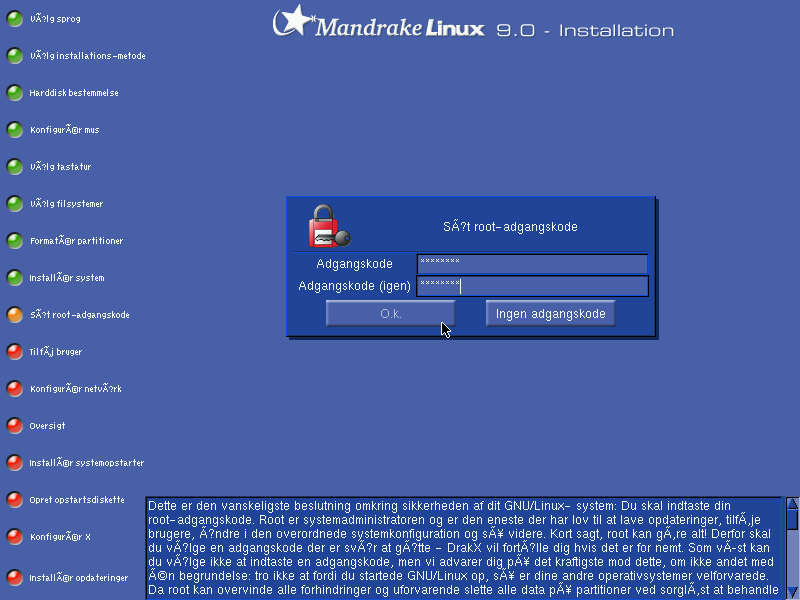 MandrakeLinux 9.0 - Installation
VÃ?lg sprog
VÃ?lg installations-metode
Harddisk bestemmelse
KonfigurÃ©r mus
VÃ?lg tastatur
VÃ?lg filsystemer
FormatÃ©r partitioner
InstallÃ©r system
SÃ?t root-adgangskode
TilfÃ¸j bruger
KonfigurÃ©r netvÃ?rk
Oversigt
InstallÃ©r systemopstarter
Opret opstartsdiskette
KonfigurÃ©r X
InstallÃ©r opdateringer
SÃ?t root-adgangskode
Adgangskode ********
Adgangskode (igen) ********
O.k. Ingen adgangskode
Dette er den vanskeligste beslutning omkring sikkerheden af dit GNU/Linux- system: Du skal indtaste din
root-adgangskode. Root er systemadministratoren og er den eneste der har lov til at lave opdateringer, tilfÃ¸je
brugere, Ã?ndre i den overordnede systemkonfiguration og sÃ¥ videre. Kort sagt, root kan gÃ¸re alt! Derfor skal
du vÃ?lge en adgangskode der er svÃ?r at gÃ?tte - DrakX vil fortÃ?lle dig hvis det er for nemt. Som vÃ-st kan
du vÃ?lge ikke at indtaste en adgangskode, men vi advarer dig pÃ¥ det kraftigste mod dette, om ikke andet med
Ã©n begrundelse: tro ikke at fordi du startede GNU/Linux op, sÃ¥ er dine andre operativsystemer velforvarede.
Da root kan overvinde alle forhindringer og uforvarende slette alle data pÃ¥ partitioner ved sorglÃ¸st at behandle